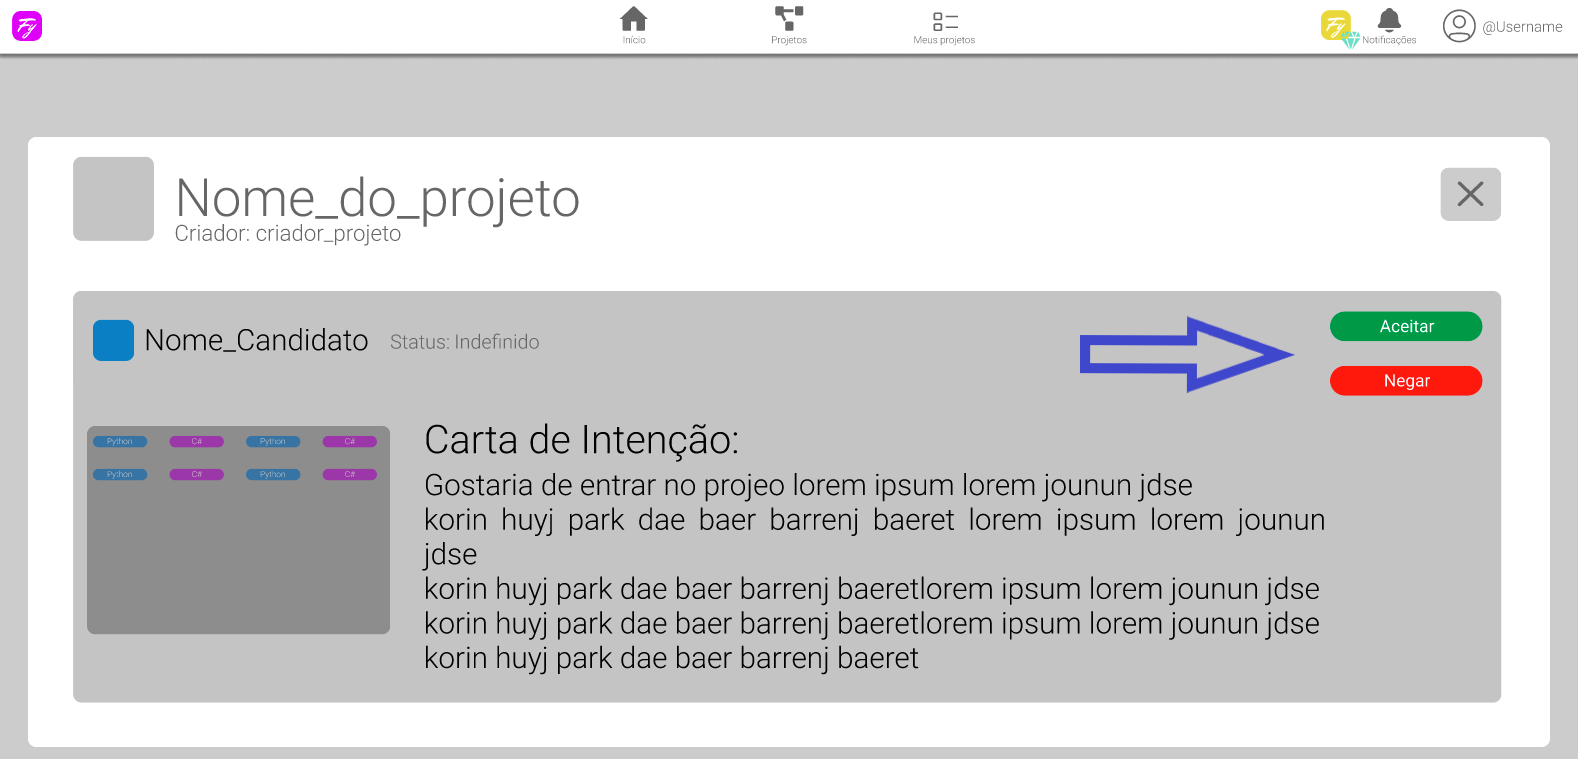 Fy
Início
Projetos
Meus projetos
Fy
Notificações
@Username
Nome_do_projeto
Criador: criador_projeto
Nome_Candidato
Status: Indefinido
Aceitar
Negar
Python C# Python C#
Python C# Python C#
Carta de Intenção:
Gostaria de entrar no projeo lorem ipsum lorem jounun jdse
korin huyj park dae baer barrenj baeret lorem ipsum lorem jounun
jdse
korin huyj park dae baer barrenj baeretlorem ipsum lorem jounun jdse
korin huyj park dae baer barrenj baeretlorem ipsum lorem jounun jdse
korin huyj park dae baer barrenj baeret